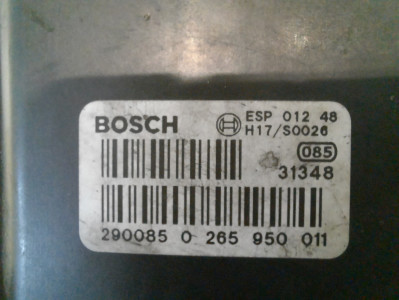 BOSCH
ESP 012 48
H17/S0026
085
31348
290085 0 265 950 011